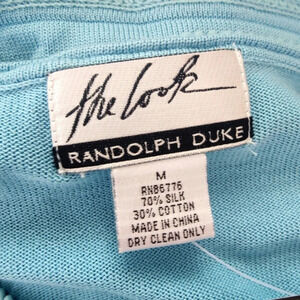 the look
RANDOLPH DUKE
M
RN86776
70% SILK
30% COTTON
MADE IN CHINA
DRY CLEAN ONLY